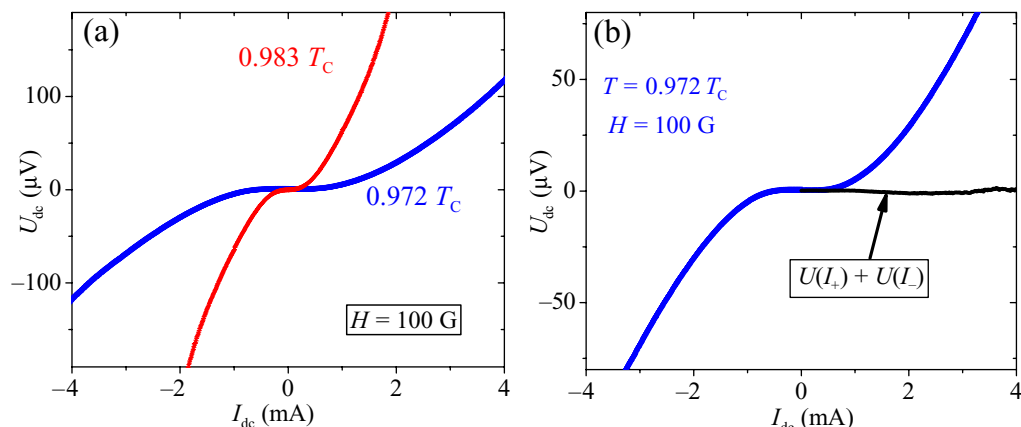 (a)
0.983 T_C
0.972 T_C
H = 100 G
100
0
−100
U_dc (μV)
−4
−2
0
2
4
I_dc (mA)
(b)
T = 0.972 T_C
H = 100 G
U(I_+) + U(I_−)
50
0
−50
U_dc (μV)
−4
−2
0
2
4
I_dc (mA)